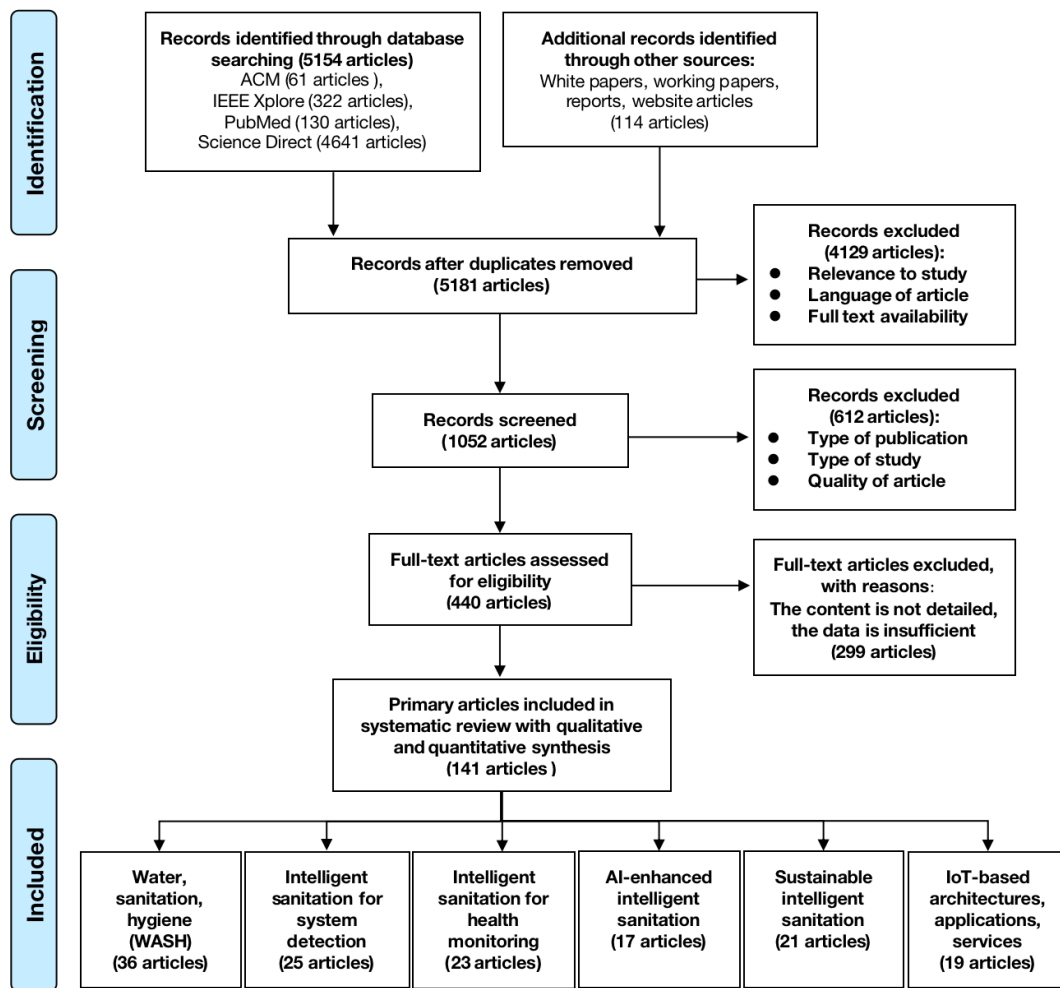 Identification
Records identified through database
searching (5154 articles)
ACM (61 articles ),
IEEE Xplore (322 articles),
PubMed (130 articles),
Science Direct (4641 articles)
Additional records identified
through other sources:
White papers, working papers,
reports, website articles
(114 articles)
Records after duplicates removed
(5181 articles)
Records excluded
(4129 articles):
● Relevance to study
● Language of article
● Full text availability
Screening
Records screened
(1052 articles)
Records excluded
(612 articles):
● Type of publication
● Type of study
● Quality of article
Eligibility
Full-text articles assessed
for eligibility
(440 articles)
Full-text articles excluded,
with reasons:
The content is not detailed,
the data is insufficient
(299 articles)
Primary articles included in
systematic review with qualitative
and quantitative synthesis
(141 articles )
Included
Water,
sanitation,
hygiene
(WASH)
(36 articles)
Intelligent
sanitation for
system
detection
(25 articles)
Intelligent
sanitation for
health
monitoring
(23 articles)
AI-enhanced
intelligent
sanitation
(17 articles)
Sustainable
intelligent
sanitation
(21 articles)
IoT-based
architectures,
applications,
services
(19 articles)